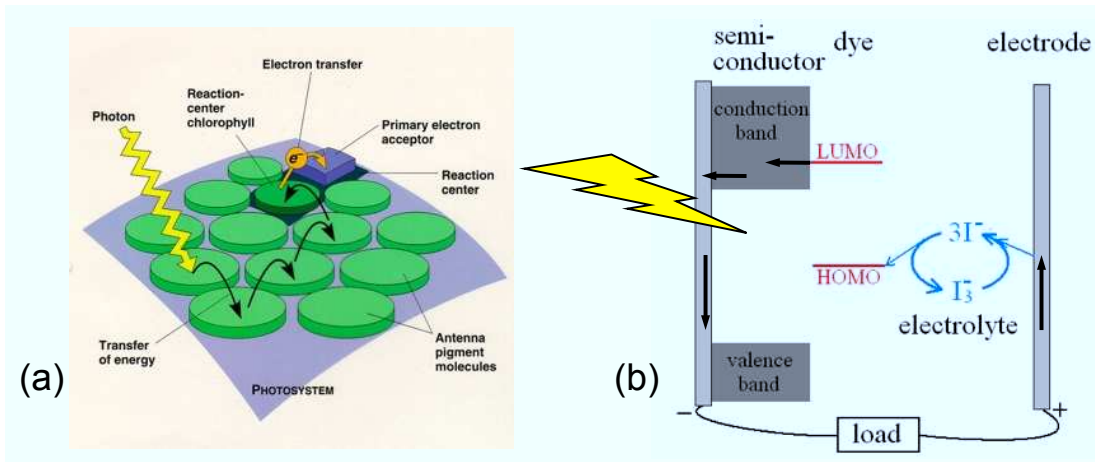 Electron transfer
Reaction-
center
chlorophyll
Photon
Primary electron
acceptor
e-
Reaction
center
Transfer
of energy
Antenna
pigment
molecules
PHOTOSYSTEM
(a)
semi-
conductor
dye
electrode
conduction
band
LUMO
3I-
HOMO
I3-
electrolyte
valence
band
(b)
−
+
load